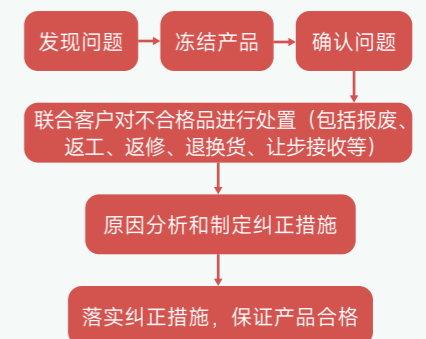 发现问题
冻结产品
确认问题
联合客户对不合格品进行处置（包括报废、
返工、返修、退换货、让步接收等）
原因分析和制定纠正措施
落实纠正措施，保证产品合格